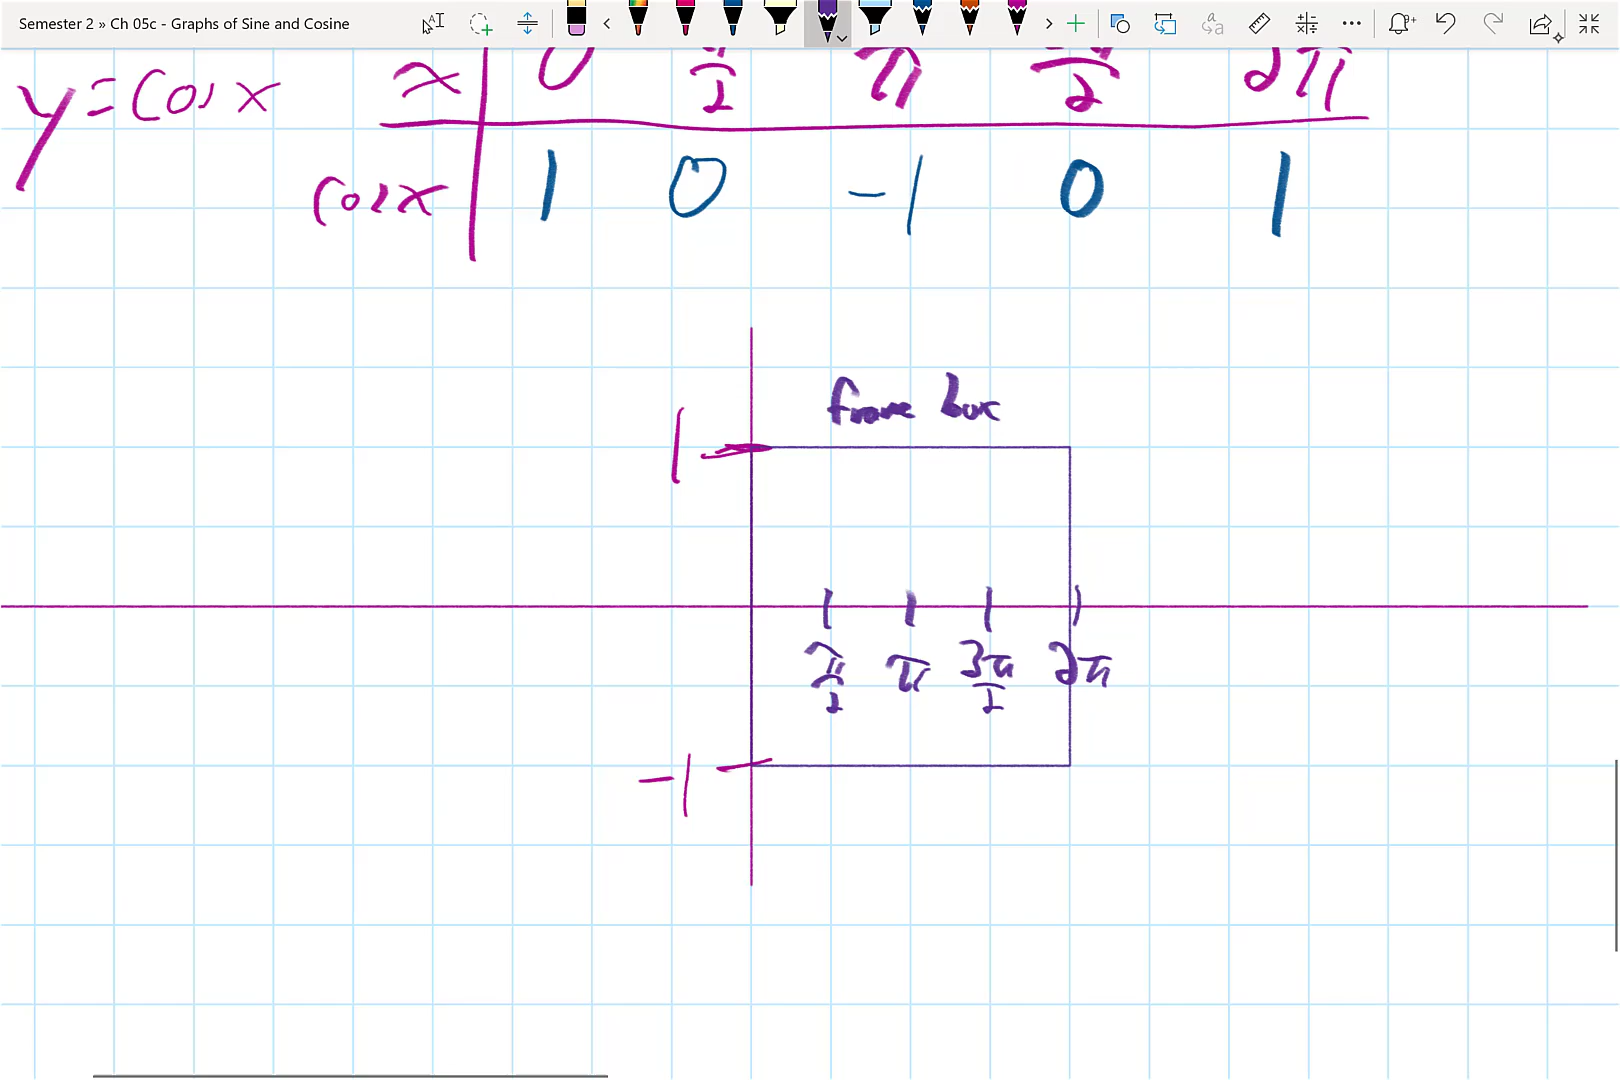 Semester 2 » Ch 05c - Graphs of Sine and Cosine
y = cos x
x 0 π/2 π 3π/2 2π
cos x 1 0 -1 0 1
frame box
1
π/2 π 3π/2 2π
-1